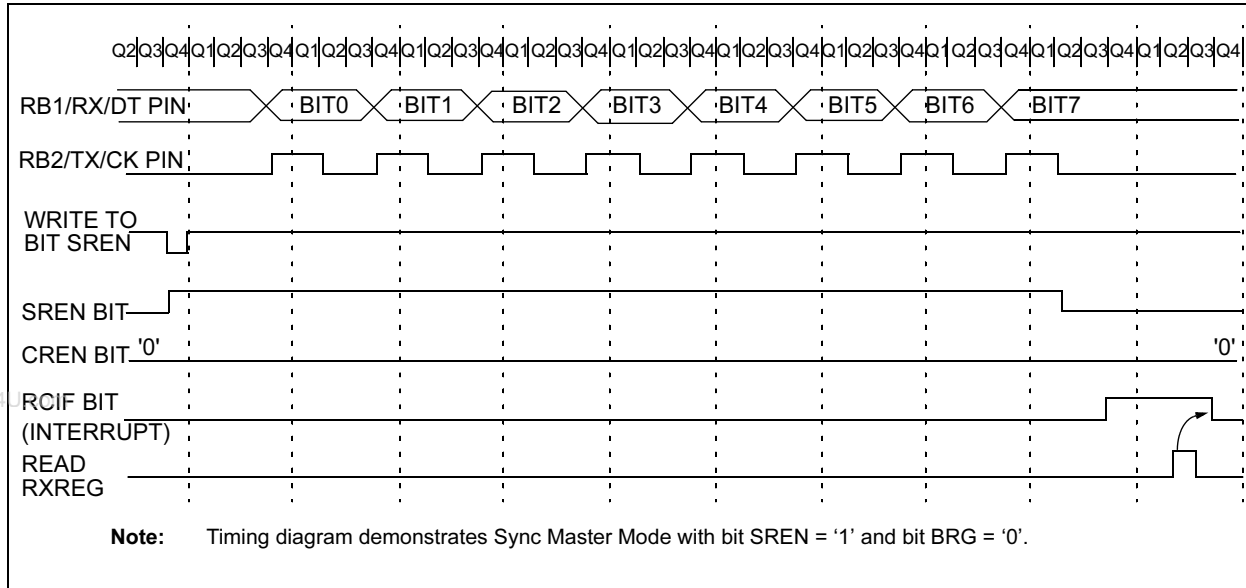 Q2 Q3 Q4 Q1 Q2 Q3 Q4 Q1 Q2 Q3 Q4 Q1 Q2 Q3 Q4 Q1 Q2 Q3 Q4 Q1 Q2 Q3 Q4 Q1 Q2 Q3 Q4 Q1 Q2 Q3 Q4 Q1 Q2 Q3 Q4 Q1 Q2 Q3 Q4 Q1 Q2 Q3 Q4
RB1/RX/DT PIN BIT0 BIT1 BIT2 BIT3 BIT4 BIT5 BIT6 BIT7
RB2/TX/CK PIN
WRITE TO
BIT SREN
SREN BIT
CREN BIT '0' '0'
RCIF BIT
(INTERRUPT)
READ
RXREG
Note: Timing diagram demonstrates Sync Master Mode with bit SREN = ‘1’ and bit BRG = ‘0’.